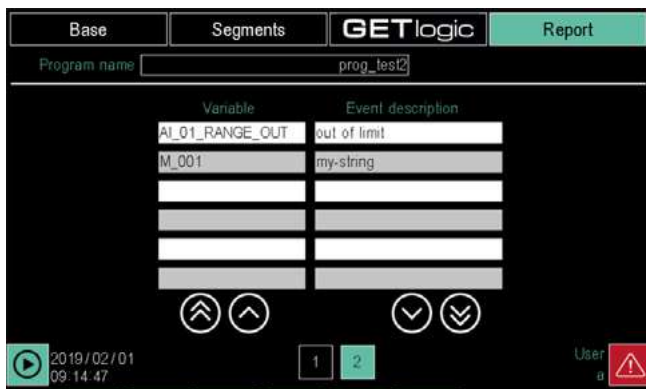 Base Segments GETlogic Report
Program name prog_test2
Variable Event description
AI_01_RANGE_OUT out of limit
M_001 my-string
2019/02/01 1 2 User
09:14:47 a